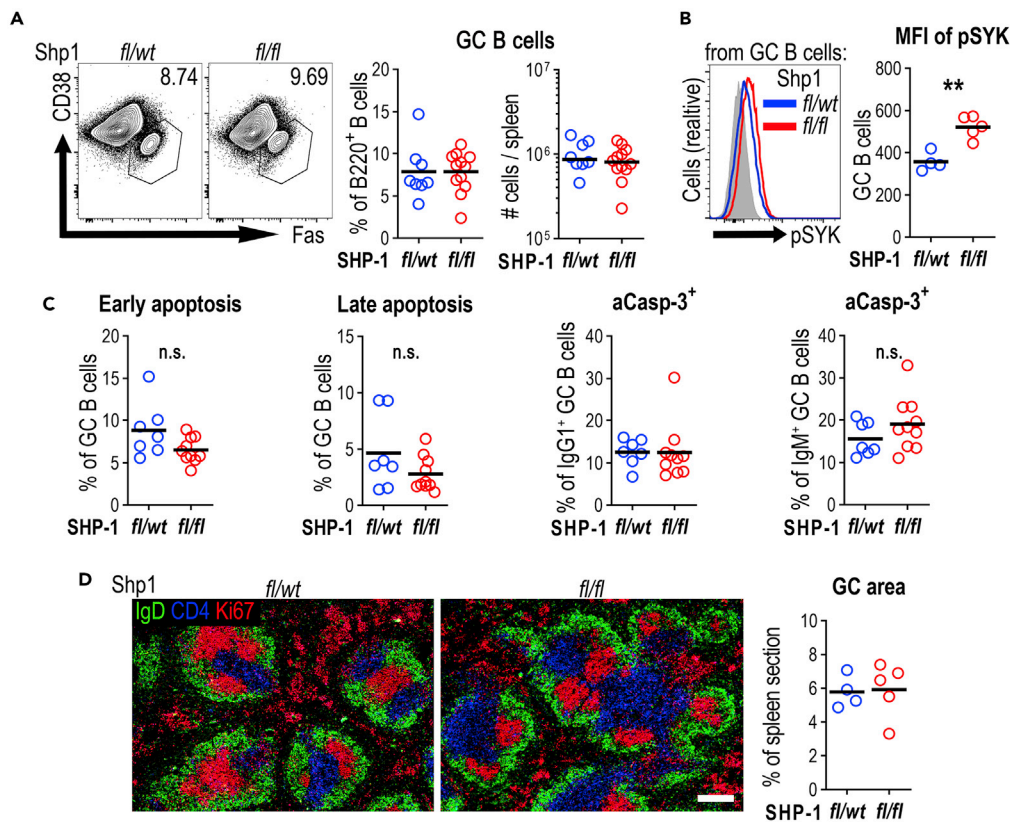 A
Shp1 fl/wt fl/fl
CD38
8.74
9.69
Fas
GC B cells
% of B220+ B cells
20
15
10
5
0
# cells / spleen
10^7
10^6
10^5
SHP-1 fl/wt fl/fl SHP-1 fl/wt fl/fl
B
from GC B cells:
Shp1
fl/wt
fl/fl
Cells (realtive)
pSYK
MFI of pSYK
GC B cells
800
600
400
200
0
**
fl/wt fl/fl
C
Early apoptosis
% of GC B cells
20
15
10
5
0
n.s.
SHP-1 fl/wt fl/fl
Late apoptosis
% of GC B cells
15
10
5
0
n.s.
SHP-1 fl/wt fl/fl
aCasp-3+
% of IgG1+ GC B cells
40
30
20
10
0
SHP-1 fl/wt fl/fl
aCasp-3+
% of IgM+ GC B cells
40
30
20
10
0
n.s.
SHP-1 fl/wt fl/fl
D
Shp1 fl/wt fl/fl
IgD CD4 Ki67
GC area
% of spleen section
10
8
6
4
2
0
SHP-1 fl/wt fl/fl